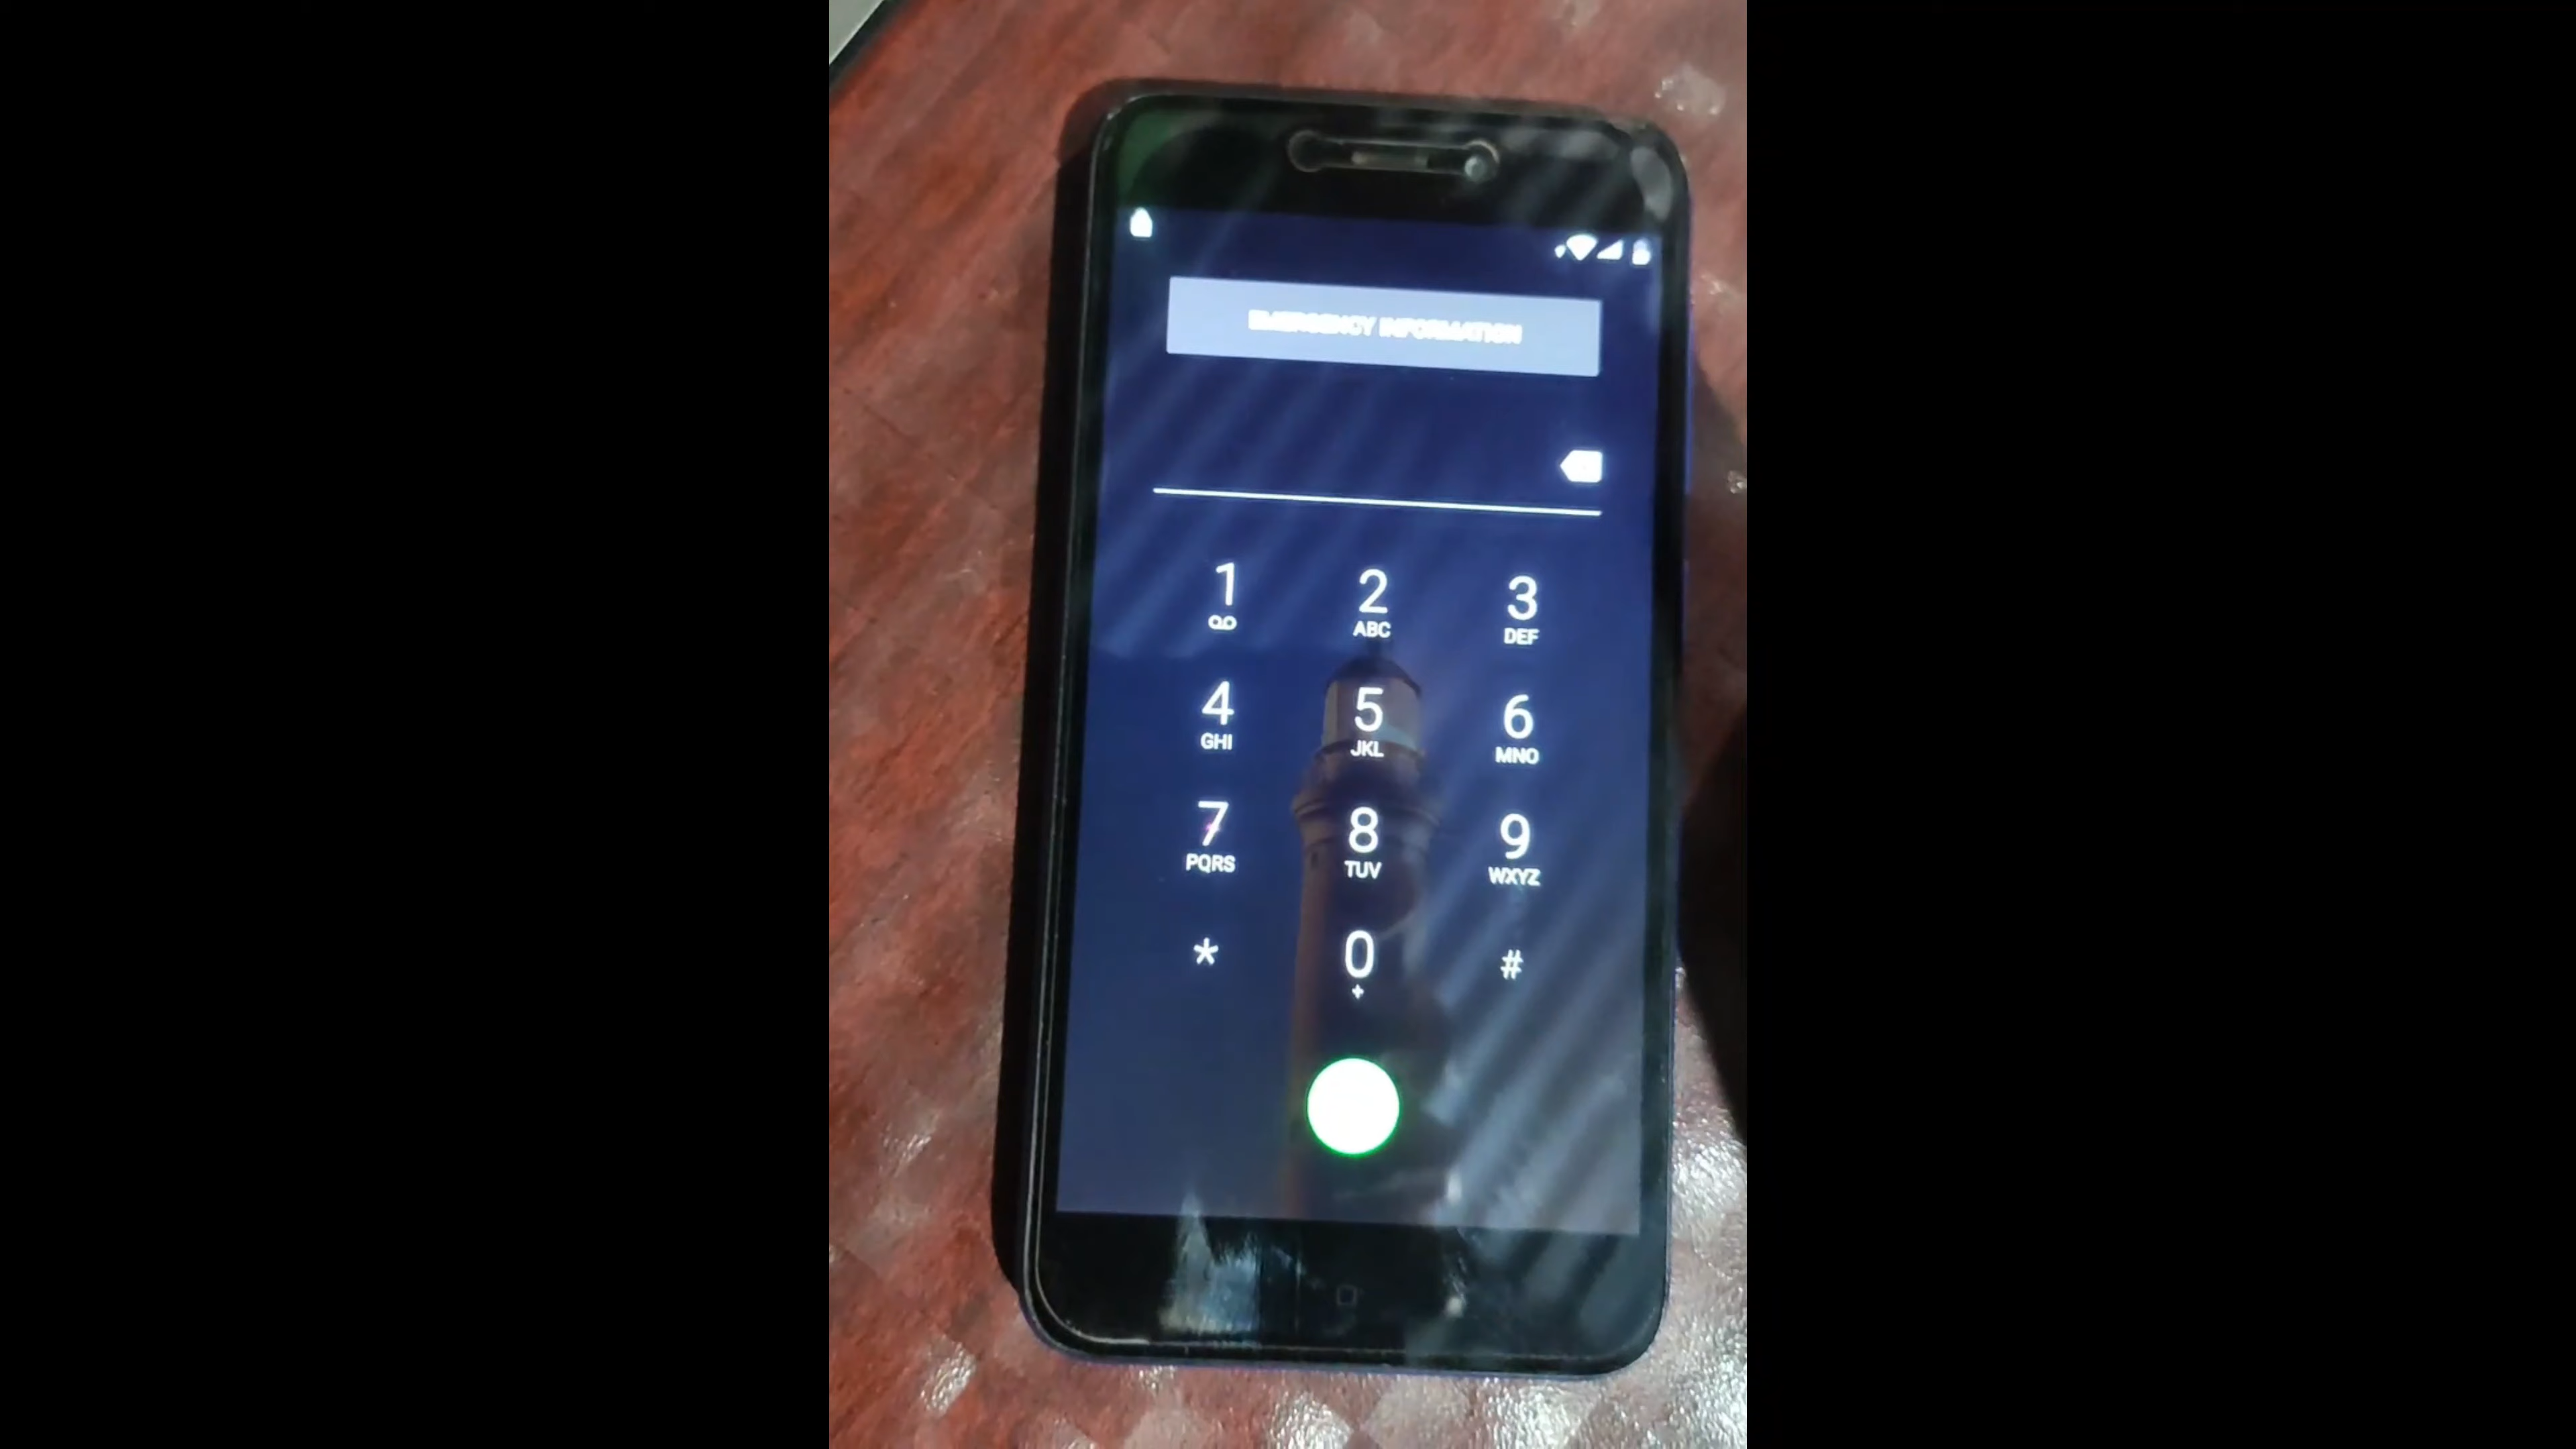 EMERGENCY INFORMATION
1 2 3
ABC DEF
4 5 6
GHI JKL MNO
7 8 9
PQRS TUV WXYZ
* 0 #
+